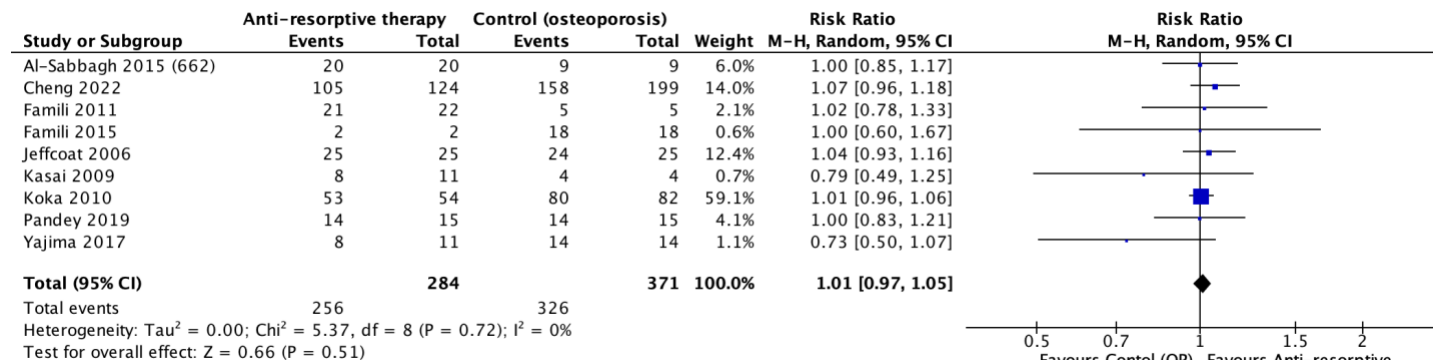 Anti-resorptive therapy Control (osteoporosis) Risk Ratio Risk Ratio
Study or Subgroup Events Total Events Total Weight M-H, Random, 95% CI M-H, Random, 95% CI
Al-Sabbagh 2015 (662) 20 20 9 9 6.0% 1.00 [0.85, 1.17]
Cheng 2022 105 124 158 199 14.0% 1.07 [0.96, 1.18]
Famili 2011 21 22 5 5 2.1% 1.02 [0.78, 1.33]
Famili 2015 2 2 18 18 0.6% 1.00 [0.60, 1.67]
Jeffcoat 2006 25 25 24 25 12.4% 1.04 [0.93, 1.16]
Kasai 2009 8 11 4 4 0.7% 0.79 [0.49, 1.25]
Koka 2010 53 54 80 82 59.1% 1.01 [0.96, 1.06]
Pandey 2019 14 15 14 15 4.1% 1.00 [0.83, 1.21]
Yajima 2017 8 11 14 14 1.1% 0.73 [0.50, 1.07]
Total (95% CI) 284 371 100.0% 1.01 [0.97, 1.05]
Total events 256 326
Heterogeneity: Tau² = 0.00; Chi² = 5.37, df = 8 (P = 0.72); I² = 0%
Test for overall effect: Z = 0.66 (P = 0.51)
0.5 0.7 1 1.5 2
Favours Contol (OP) Favours Anti-resorptive